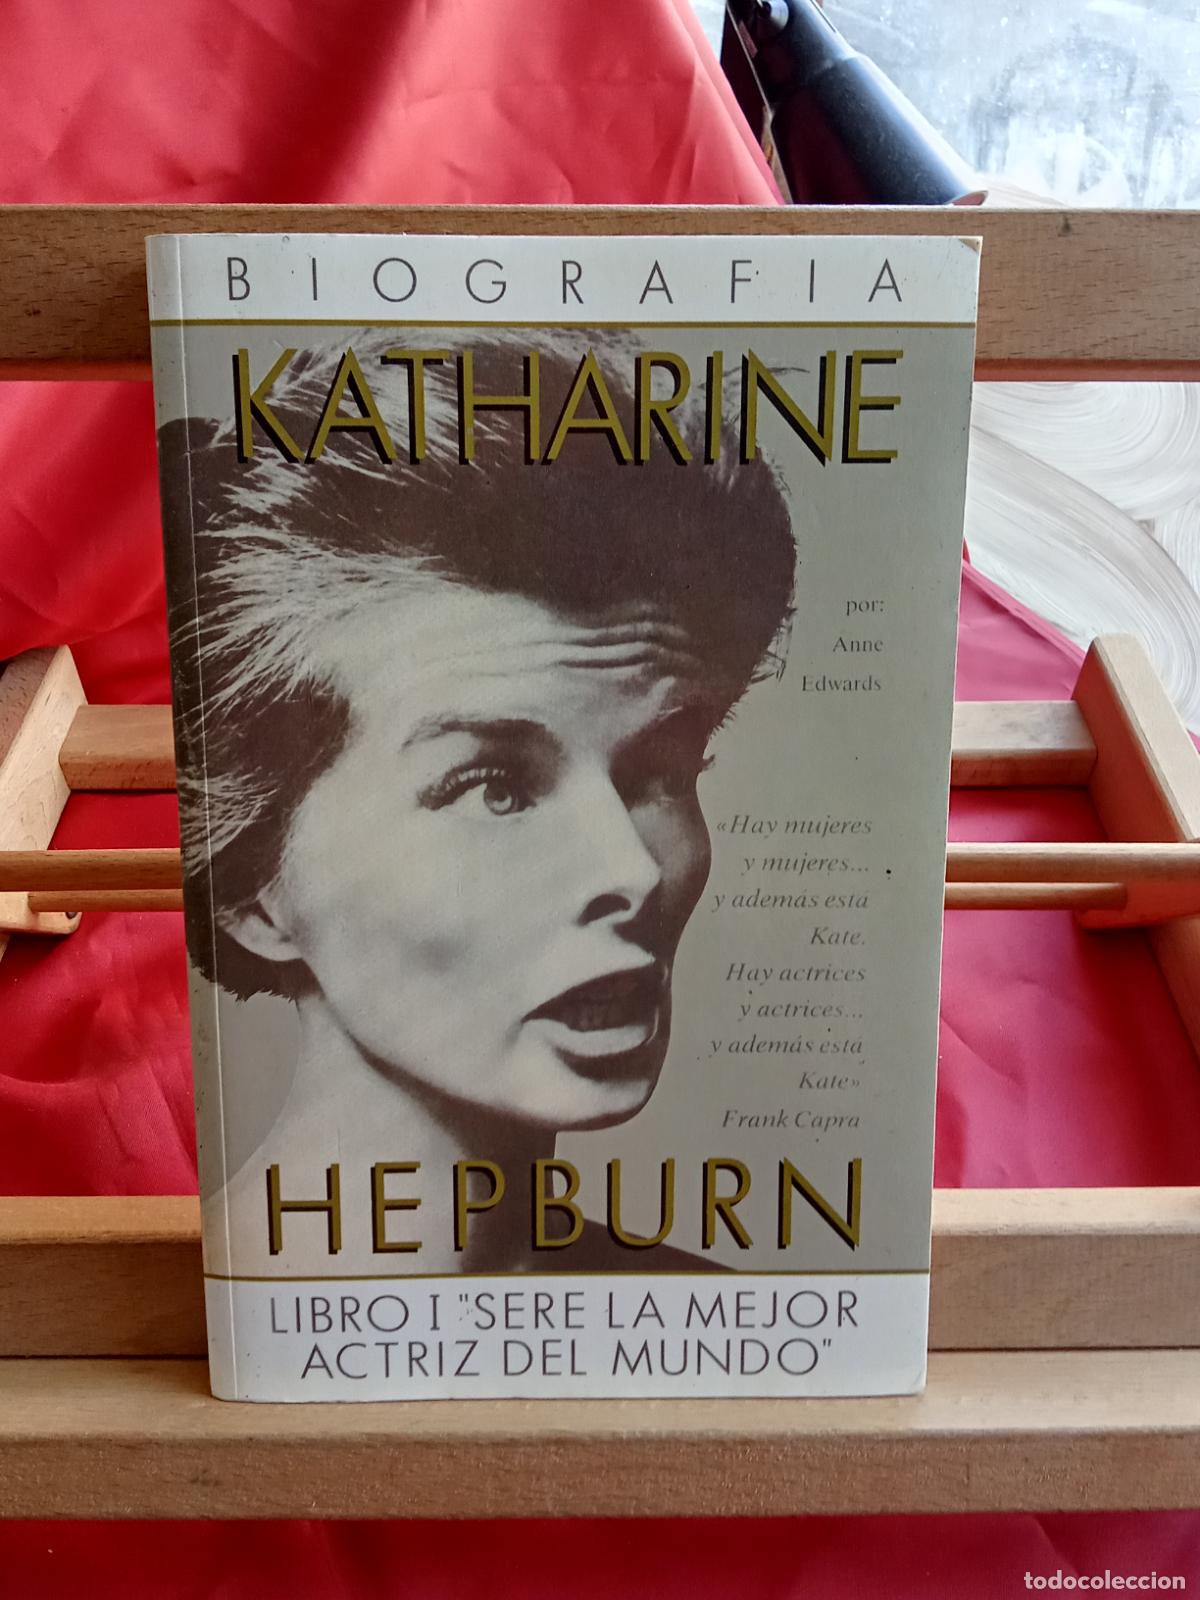 BIOGRAFIA
KATHARINE
por:
Anne
Edwards
«Hay mujeres
y mujeres...
y además está
Kate.
Hay actrices
y actrices...
y además está
Kate»
Frank Capra
HEPBURN
LIBRO I "SERE LA MEJOR
ACTRIZ DEL MUNDO"
todocoleccion